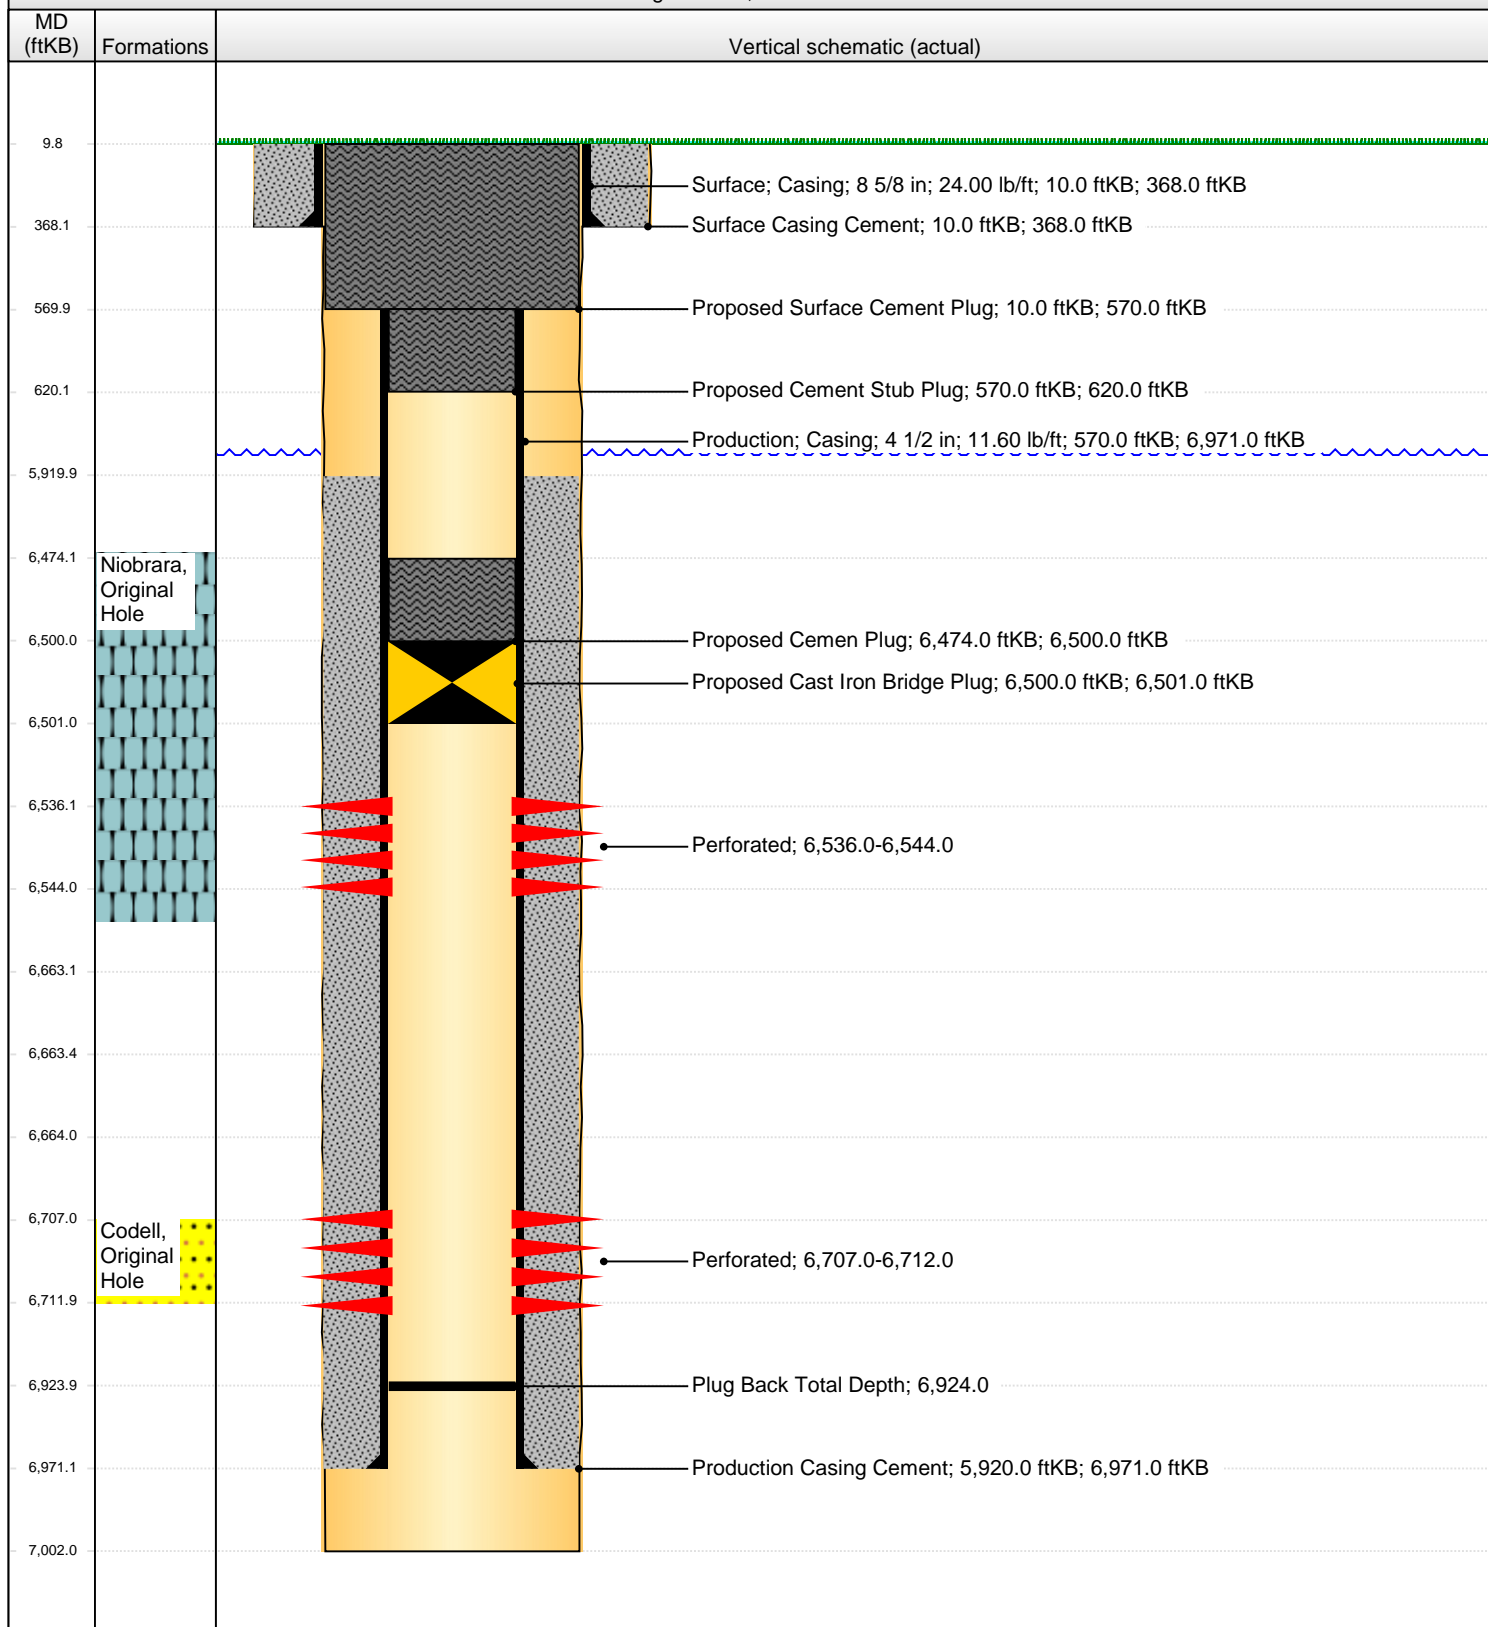 MD
(ftKB)
Formations
Vertical schematic (actual)
9.8
Surface; Casing; 8 5/8 in; 24.00 lb/ft; 10.0 ftKB; 368.0 ftKB
368.1
Surface Casing Cement; 10.0 ftKB; 368.0 ftKB
569.9
Proposed Surface Cement Plug; 10.0 ftKB; 570.0 ftKB
620.1
Proposed Cement Stub Plug; 570.0 ftKB; 620.0 ftKB
Production; Casing; 4 1/2 in; 11.60 lb/ft; 570.0 ftKB; 6,971.0 ftKB
5,919.9
6,474.1
Niobrara,
Original
Hole
6,500.0
Proposed Cemen Plug; 6,474.0 ftKB; 6,500.0 ftKB
Proposed Cast Iron Bridge Plug; 6,500.0 ftKB; 6,501.0 ftKB
6,501.0
6,536.1
Perforated; 6,536.0-6,544.0
6,544.0
6,663.1
6,663.4
6,664.0
6,707.0
Codell,
Original
Hole
Perforated; 6,707.0-6,712.0
6,711.9
6,923.9
Plug Back Total Depth; 6,924.0
6,971.1
Production Casing Cement; 5,920.0 ftKB; 6,971.0 ftKB
7,002.0